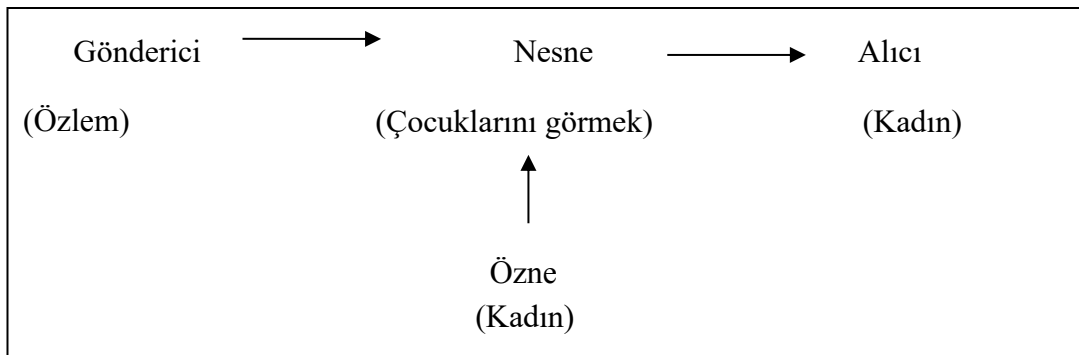 Gönderici Nesne Alıcı
(Özlem) (Çocuklarını görmek) (Kadın)
Özne
(Kadın)